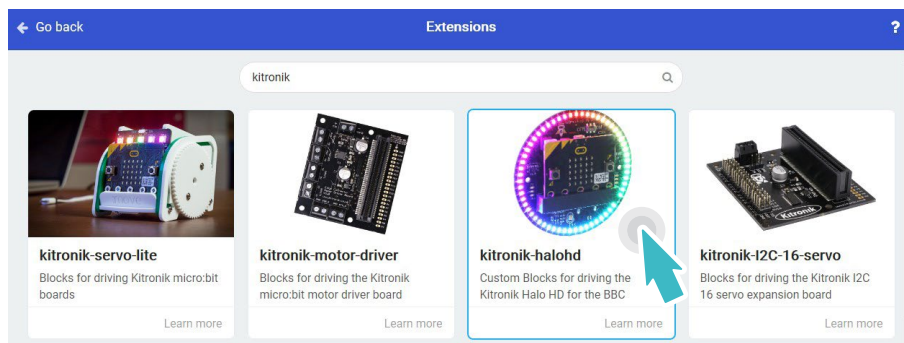 Go back
Extensions
?
kitronik
Kitronik
kitronik-servo-lite
Blocks for driving Kitronik micro:bit
boards
Learn more
kitronik-motor-driver
Blocks for driving the Kitronik
micro:bit motor driver board
Learn more
kitronik-halohd
Custom Blocks for driving the
Kitronik Halo HD for the BBC
Learn more
kitronik-I2C-16-servo
Blocks for driving the Kitronik I2C
16 servo expansion board
Learn more